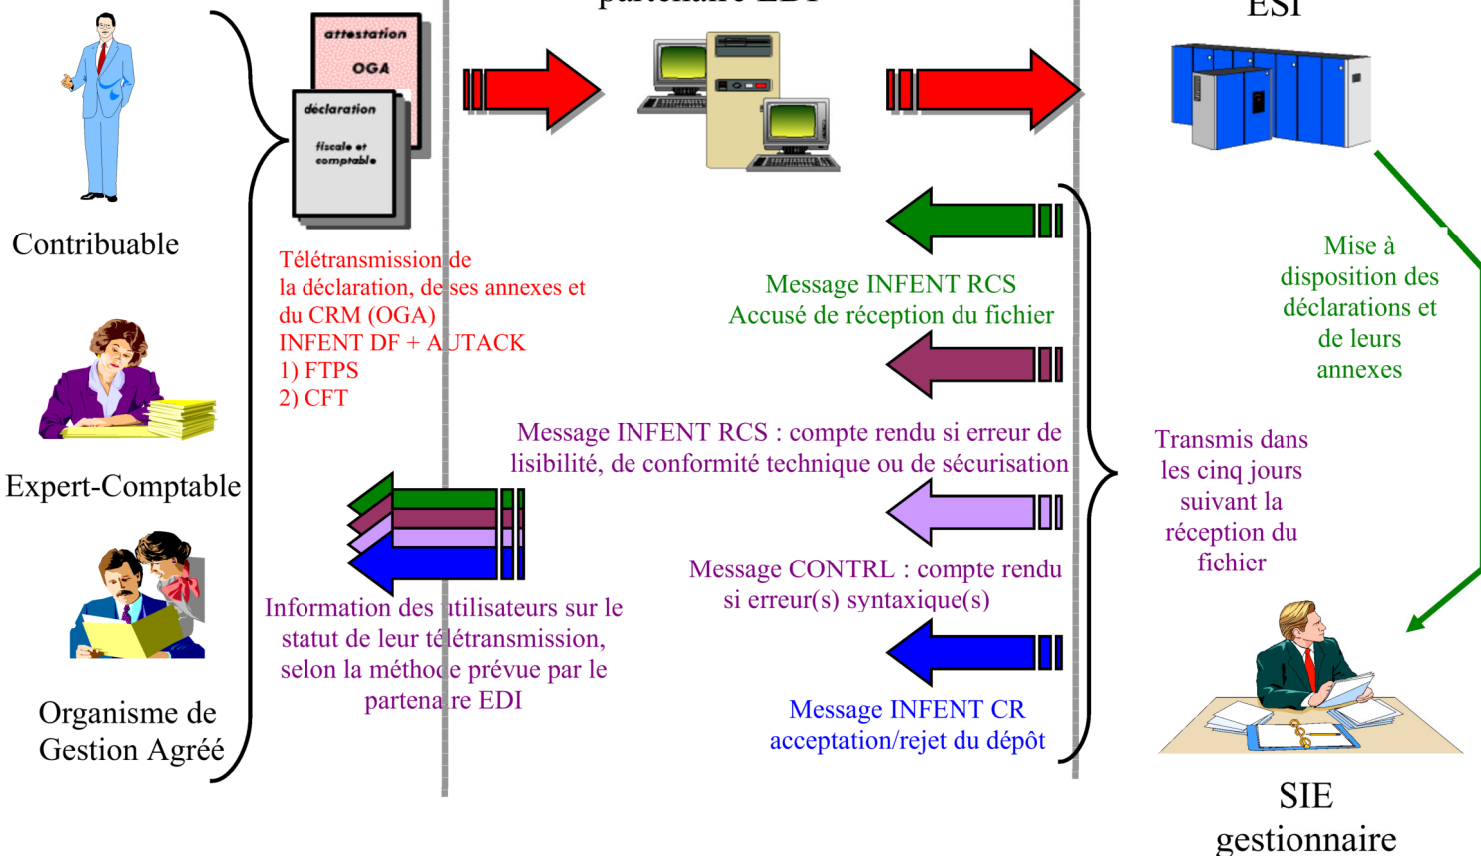 partenaire EDI
ESI
attestation
OGA
déclaration
fiscale et
comptable
Contribuable
Expert-Comptable
Organisme de
Gestion Agréé
Télétransmission de
la déclaration, de ses annexes et
du CRM (OGA)
INFENT DF + AUTACK
1) FTPS
2) CFT
Information des utilisateurs sur le
statut de leur télétransmission,
selon la méthode prévue par le
partenaire EDI
Message INFENT RCS
Accusé de réception du fichier
Message INFENT RCS : compte rendu si erreur de
lisibilité, de conformité technique ou de sécurisation
Message CONTRL : compte rendu
si erreur(s) syntaxique(s)
Message INFENT CR
acceptation/rejet du dépôt
Transmis dans
les cinq jours
suivant la
réception du
fichier
Mise à
disposition des
déclarations et
de leurs
annexes
SIE
gestionnaire